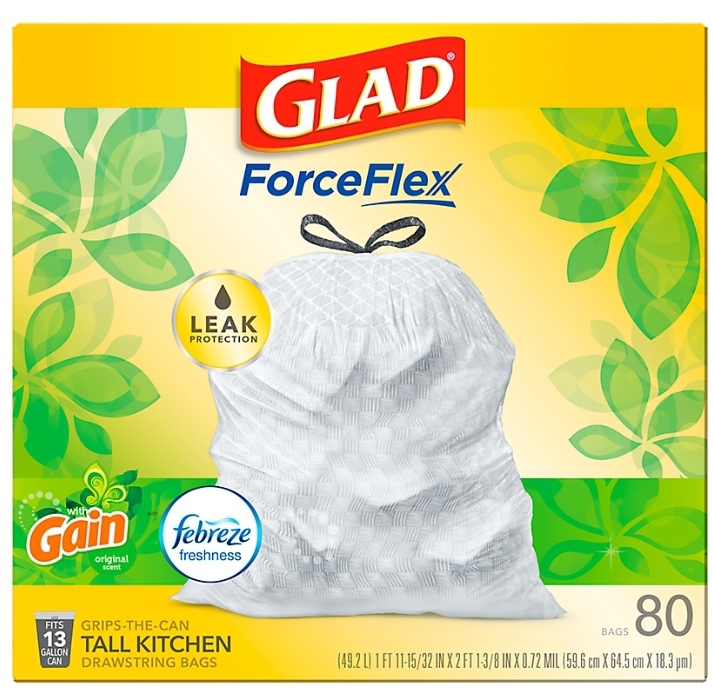 GLAD®
ForceFlex
LEAK
PROTECTION
with
Gain
original
scent
with
febreze
freshness
FITS
13
GALLON
CAN
GRIPS-THE-CAN
TALL KITCHEN
DRAWSTRING BAGS
BAGS 80
(49.2 L) 1 FT 11-15/32 IN X 2 FT 1-3/8 IN X 0.72 MIL (59.6 cm X 64.5 cm X 18.3 µm)